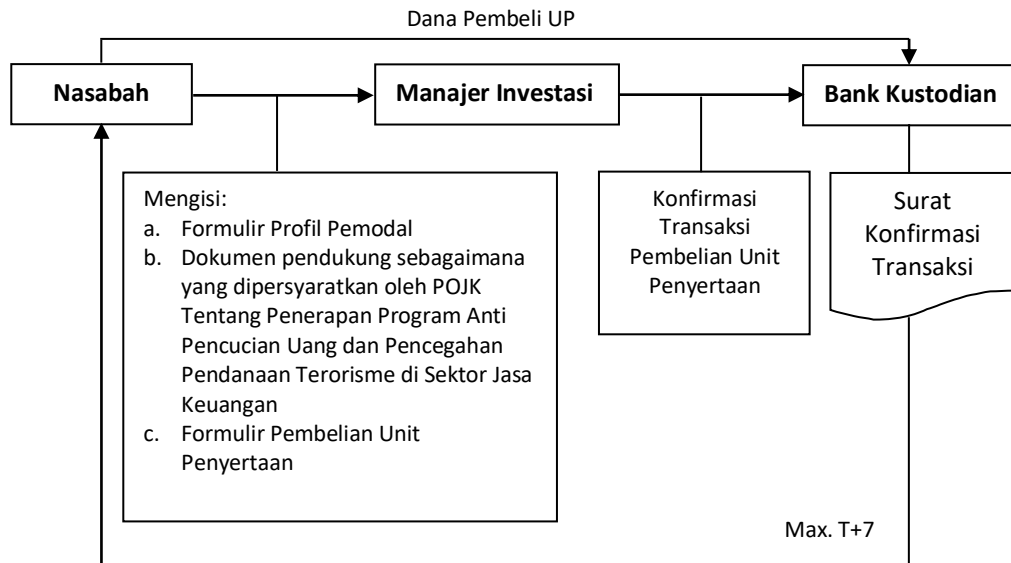 Dana Pembeli UP
Nasabah
Manajer Investasi
Bank Kustodian
Mengisi:
a. Formulir Profil Pemodal
b. Dokumen pendukung sebagaimana
yang dipersyaratkan oleh POJK
Tentang Penerapan Program Anti
Pencucian Uang dan Pencegahan
Pendanaan Terorisme di Sektor Jasa
Keuangan
c. Formulir Pembelian Unit
Penyertaan
Konfirmasi
Transaksi
Pembelian Unit
Penyertaan
Surat
Konfirmasi
Transaksi
Max. T+7